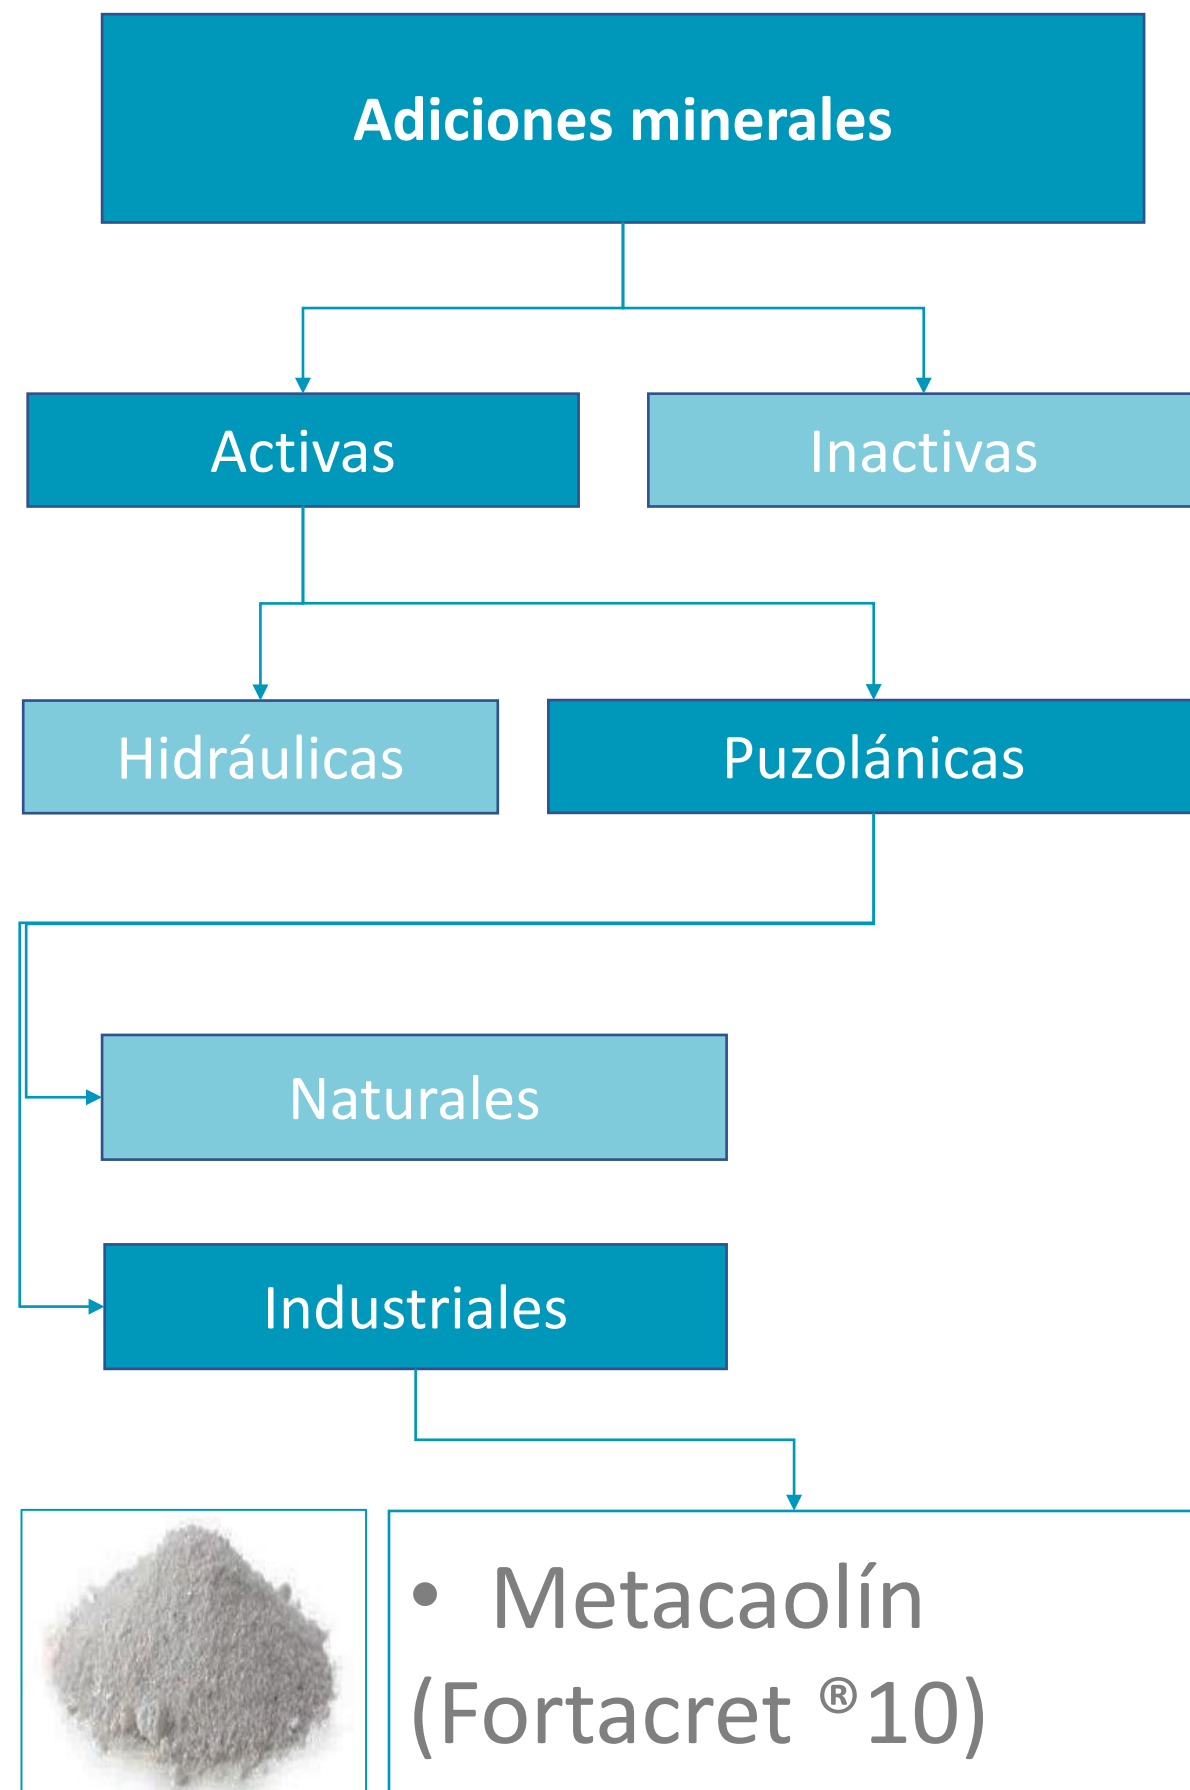 Adiciones minerales
Activas
Inactivas
Hidráulicas
Puzolánicas
Naturales
Industriales
• Metacaolín
(Fortacret ®10)